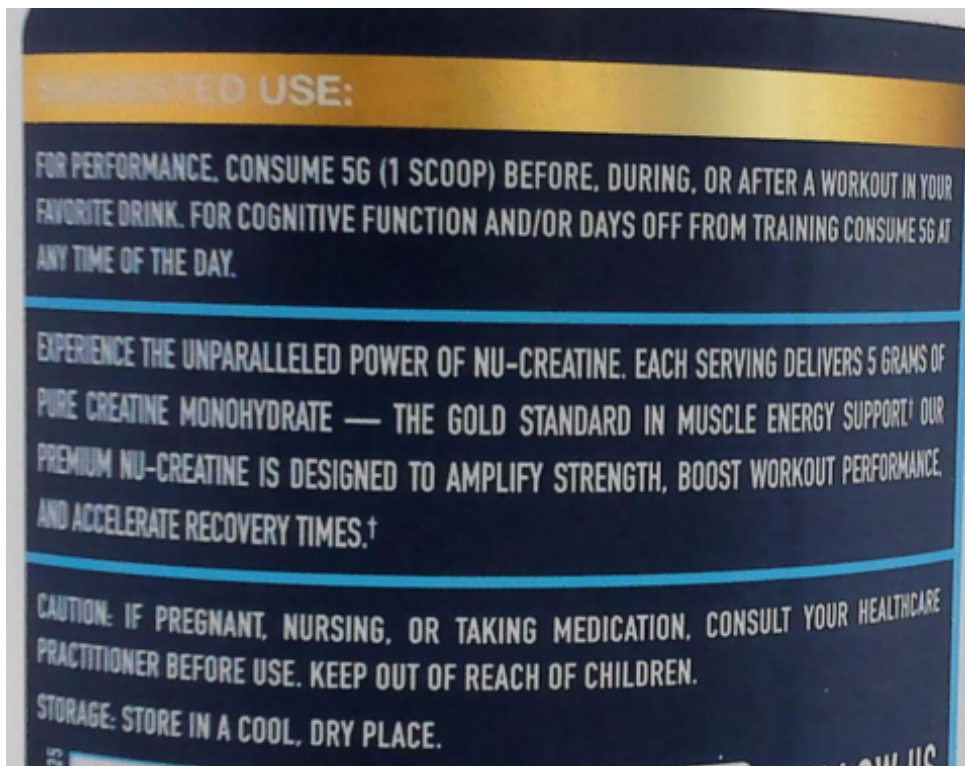 SUGGESTED USE:
FOR PERFORMANCE, CONSUME 5G (1 SCOOP) BEFORE, DURING, OR AFTER A WORKOUT IN YOUR
FAVORITE DRINK. FOR COGNITIVE FUNCTION AND/OR DAYS OFF FROM TRAINING CONSUME 5G AT
ANY TIME OF THE DAY.
EXPERIENCE THE UNPARALLELED POWER OF NU-CREATINE. EACH SERVING DELIVERS 5 GRAMS OF
PURE CREATINE MONOHYDRATE — THE GOLD STANDARD IN MUSCLE ENERGY SUPPORT.† OUR
PREMIUM NU-CREATINE IS DESIGNED TO AMPLIFY STRENGTH, BOOST WORKOUT PERFORMANCE,
AND ACCELERATE RECOVERY TIMES.†
CAUTION: IF PREGNANT, NURSING, OR TAKING MEDICATION, CONSULT YOUR HEALTHCARE
PRACTITIONER BEFORE USE. KEEP OUT OF REACH OF CHILDREN.
STORAGE: STORE IN A COOL, DRY PLACE.
US